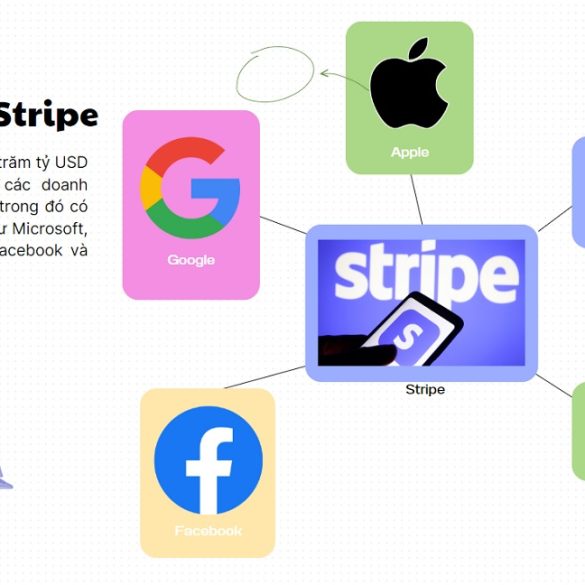 Stripe
trăm tỷ USD
các doanh
trong đó có
Microsoft,
acebook và
Apple
Google
stripe
S
Stripe
Facebook